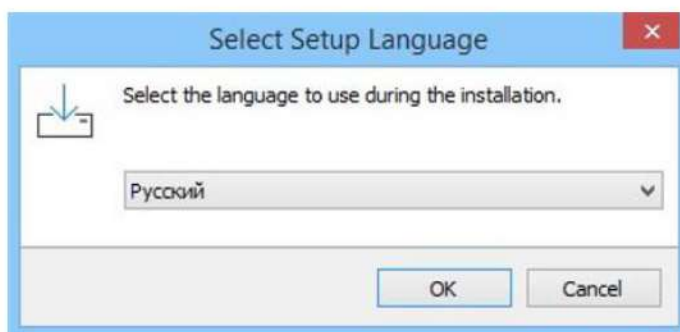 Select Setup Language
Select the language to use during the installation.
Русский
OK
Cancel